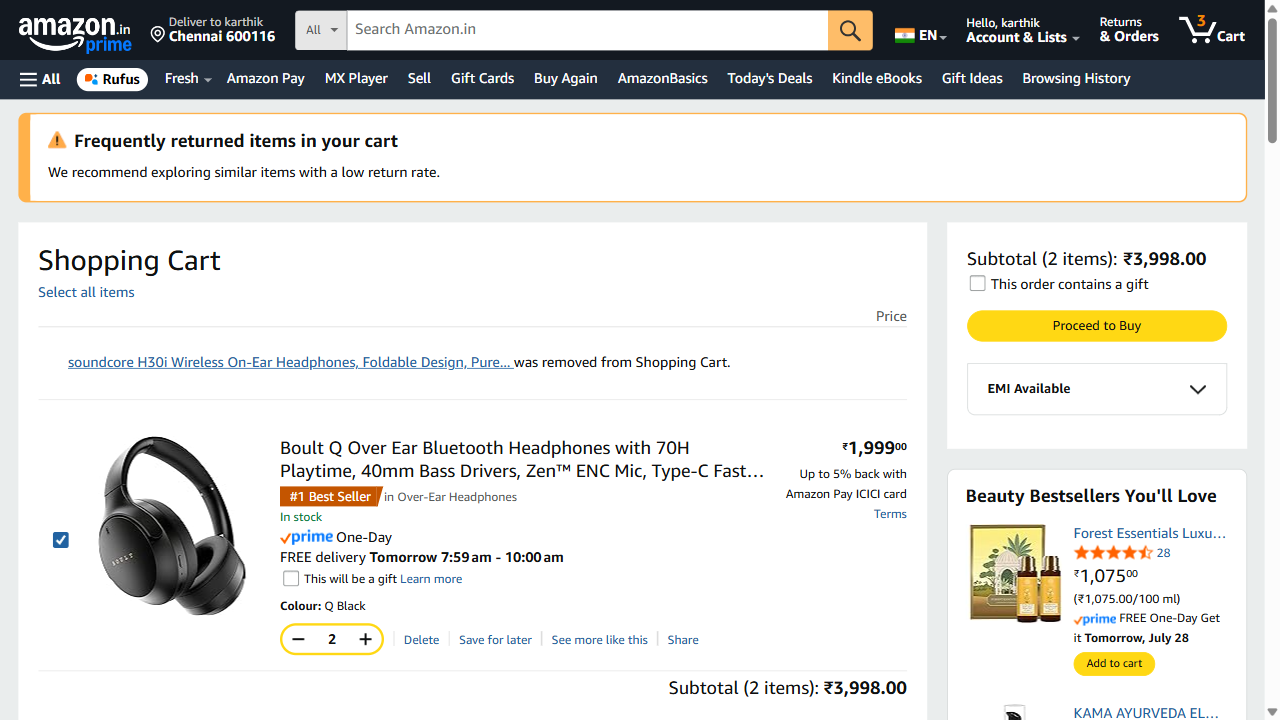 amazon.in
prime
Deliver to karthik
Chennai 600116
All
Search Amazon.in
EN
Hello, karthik
Account & Lists
Returns
& Orders
3
Cart
All
Rufus
Fresh
Amazon Pay
MX Player
Sell
Gift Cards
Buy Again
AmazonBasics
Today's Deals
Kindle eBooks
Gift Ideas
Browsing History
Frequently returned items in your cart
We recommend exploring similar items with a low return rate.
Shopping Cart
Select all items
Price
soundcore H30i Wireless On-Ear Headphones, Foldable Design, Pure... was removed from Shopping Cart.
BOULT
Boult Q Over Ear Bluetooth Headphones with 70H
Playtime, 40mm Bass Drivers, Zen™ ENC Mic, Type-C Fast…
#1 Best Seller in Over-Ear Headphones
In stock
prime One-Day
FREE delivery Tomorrow 7:59 am - 10:00 am
This will be a gift Learn more
Colour: Q Black
2
Delete
Save for later
See more like this
Share
₹1,99900
Up to 5% back with
Amazon Pay ICICI card
Terms
Subtotal (2 items): ₹3,998.00
Subtotal (2 items): ₹3,998.00
This order contains a gift
Proceed to Buy
EMI Available
Beauty Bestsellers You'll Love
Forest Essentials Luxu…
28
₹1,07500
(₹1,075.00/100 ml)
prime FREE One-Day Get
it Tomorrow, July 28
Add to cart
KAMA AYURVEDA EL…